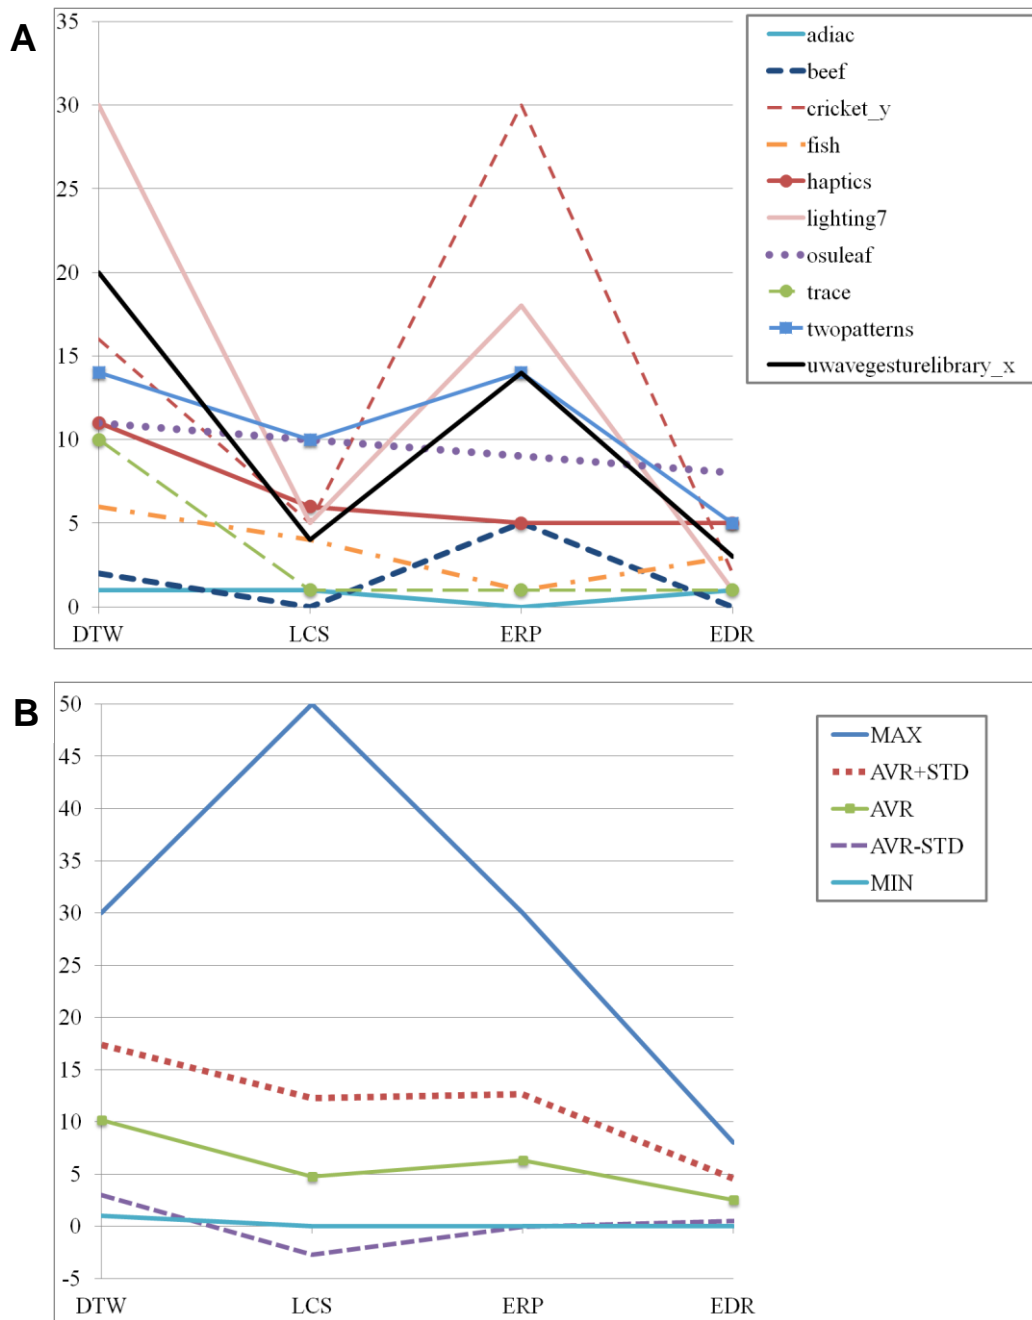 A
35
30
25
20
15
10
5
0
DTW LCS ERP EDR
adiac
beef
cricket_y
fish
haptics
lighting7
osuleaf
trace
twopatterns
uwavegesturelibrary_x
B
50
45
40
35
30
25
20
15
10
5
0
-5
DTW LCS ERP EDR
MAX
AVR+STD
AVR
AVR-STD
MIN